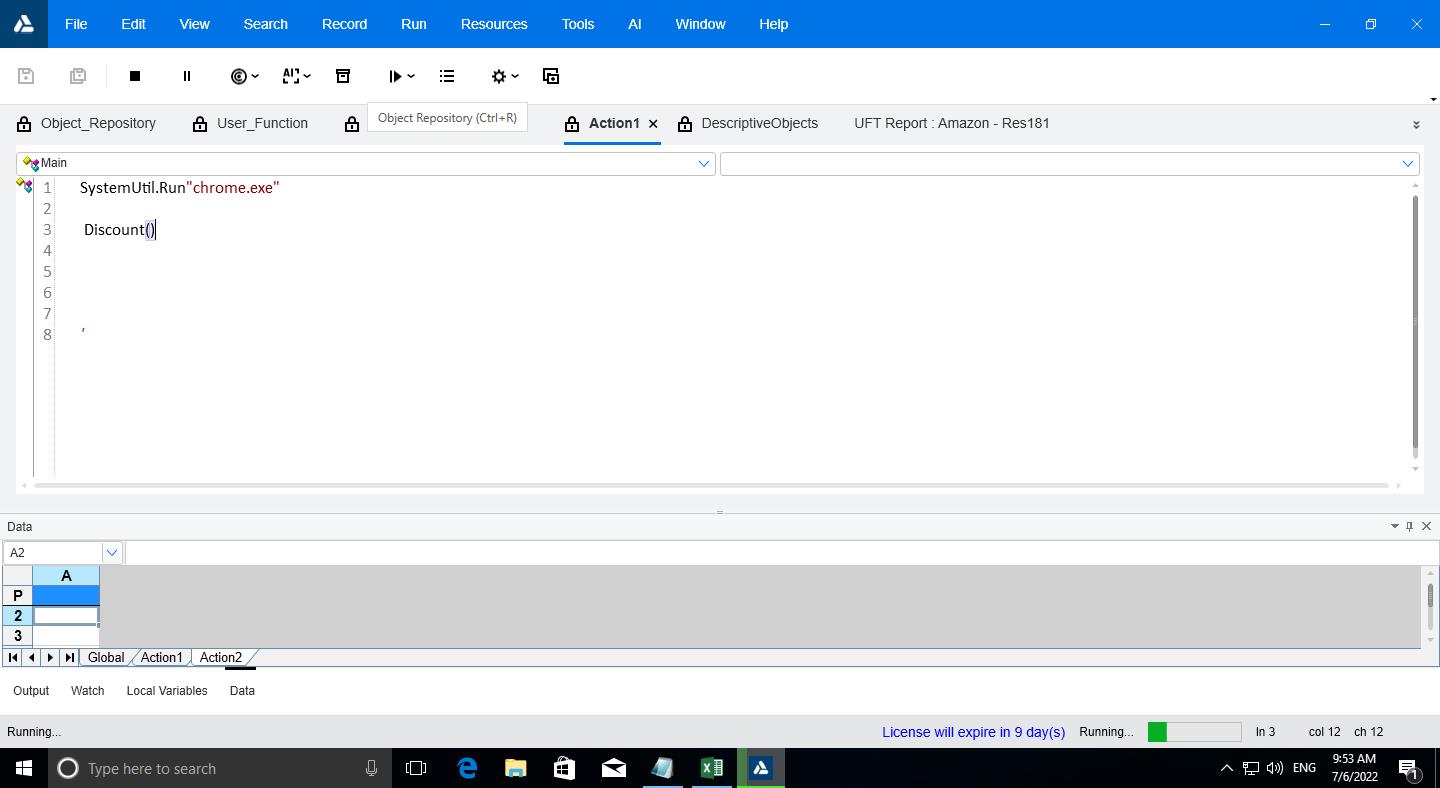 File Edit View Search Record Run Resources Tools AI Window Help
Object Repository (Ctrl+R)
Object_Repository User_Function Action1 DescriptiveObjects UFT Report : Amazon - Res181
Main
1 SystemUtil.Run"chrome.exe"
2
3 Discount()
4
5
6
7
8 '
Data
A2
A
P
2
3
Global Action1 Action2
Output Watch Local Variables Data
Running... License will expire in 9 day(s) Running... ln 3 col 12 ch 12
Type here to search ENG 9:53 AM
7/6/2022
1